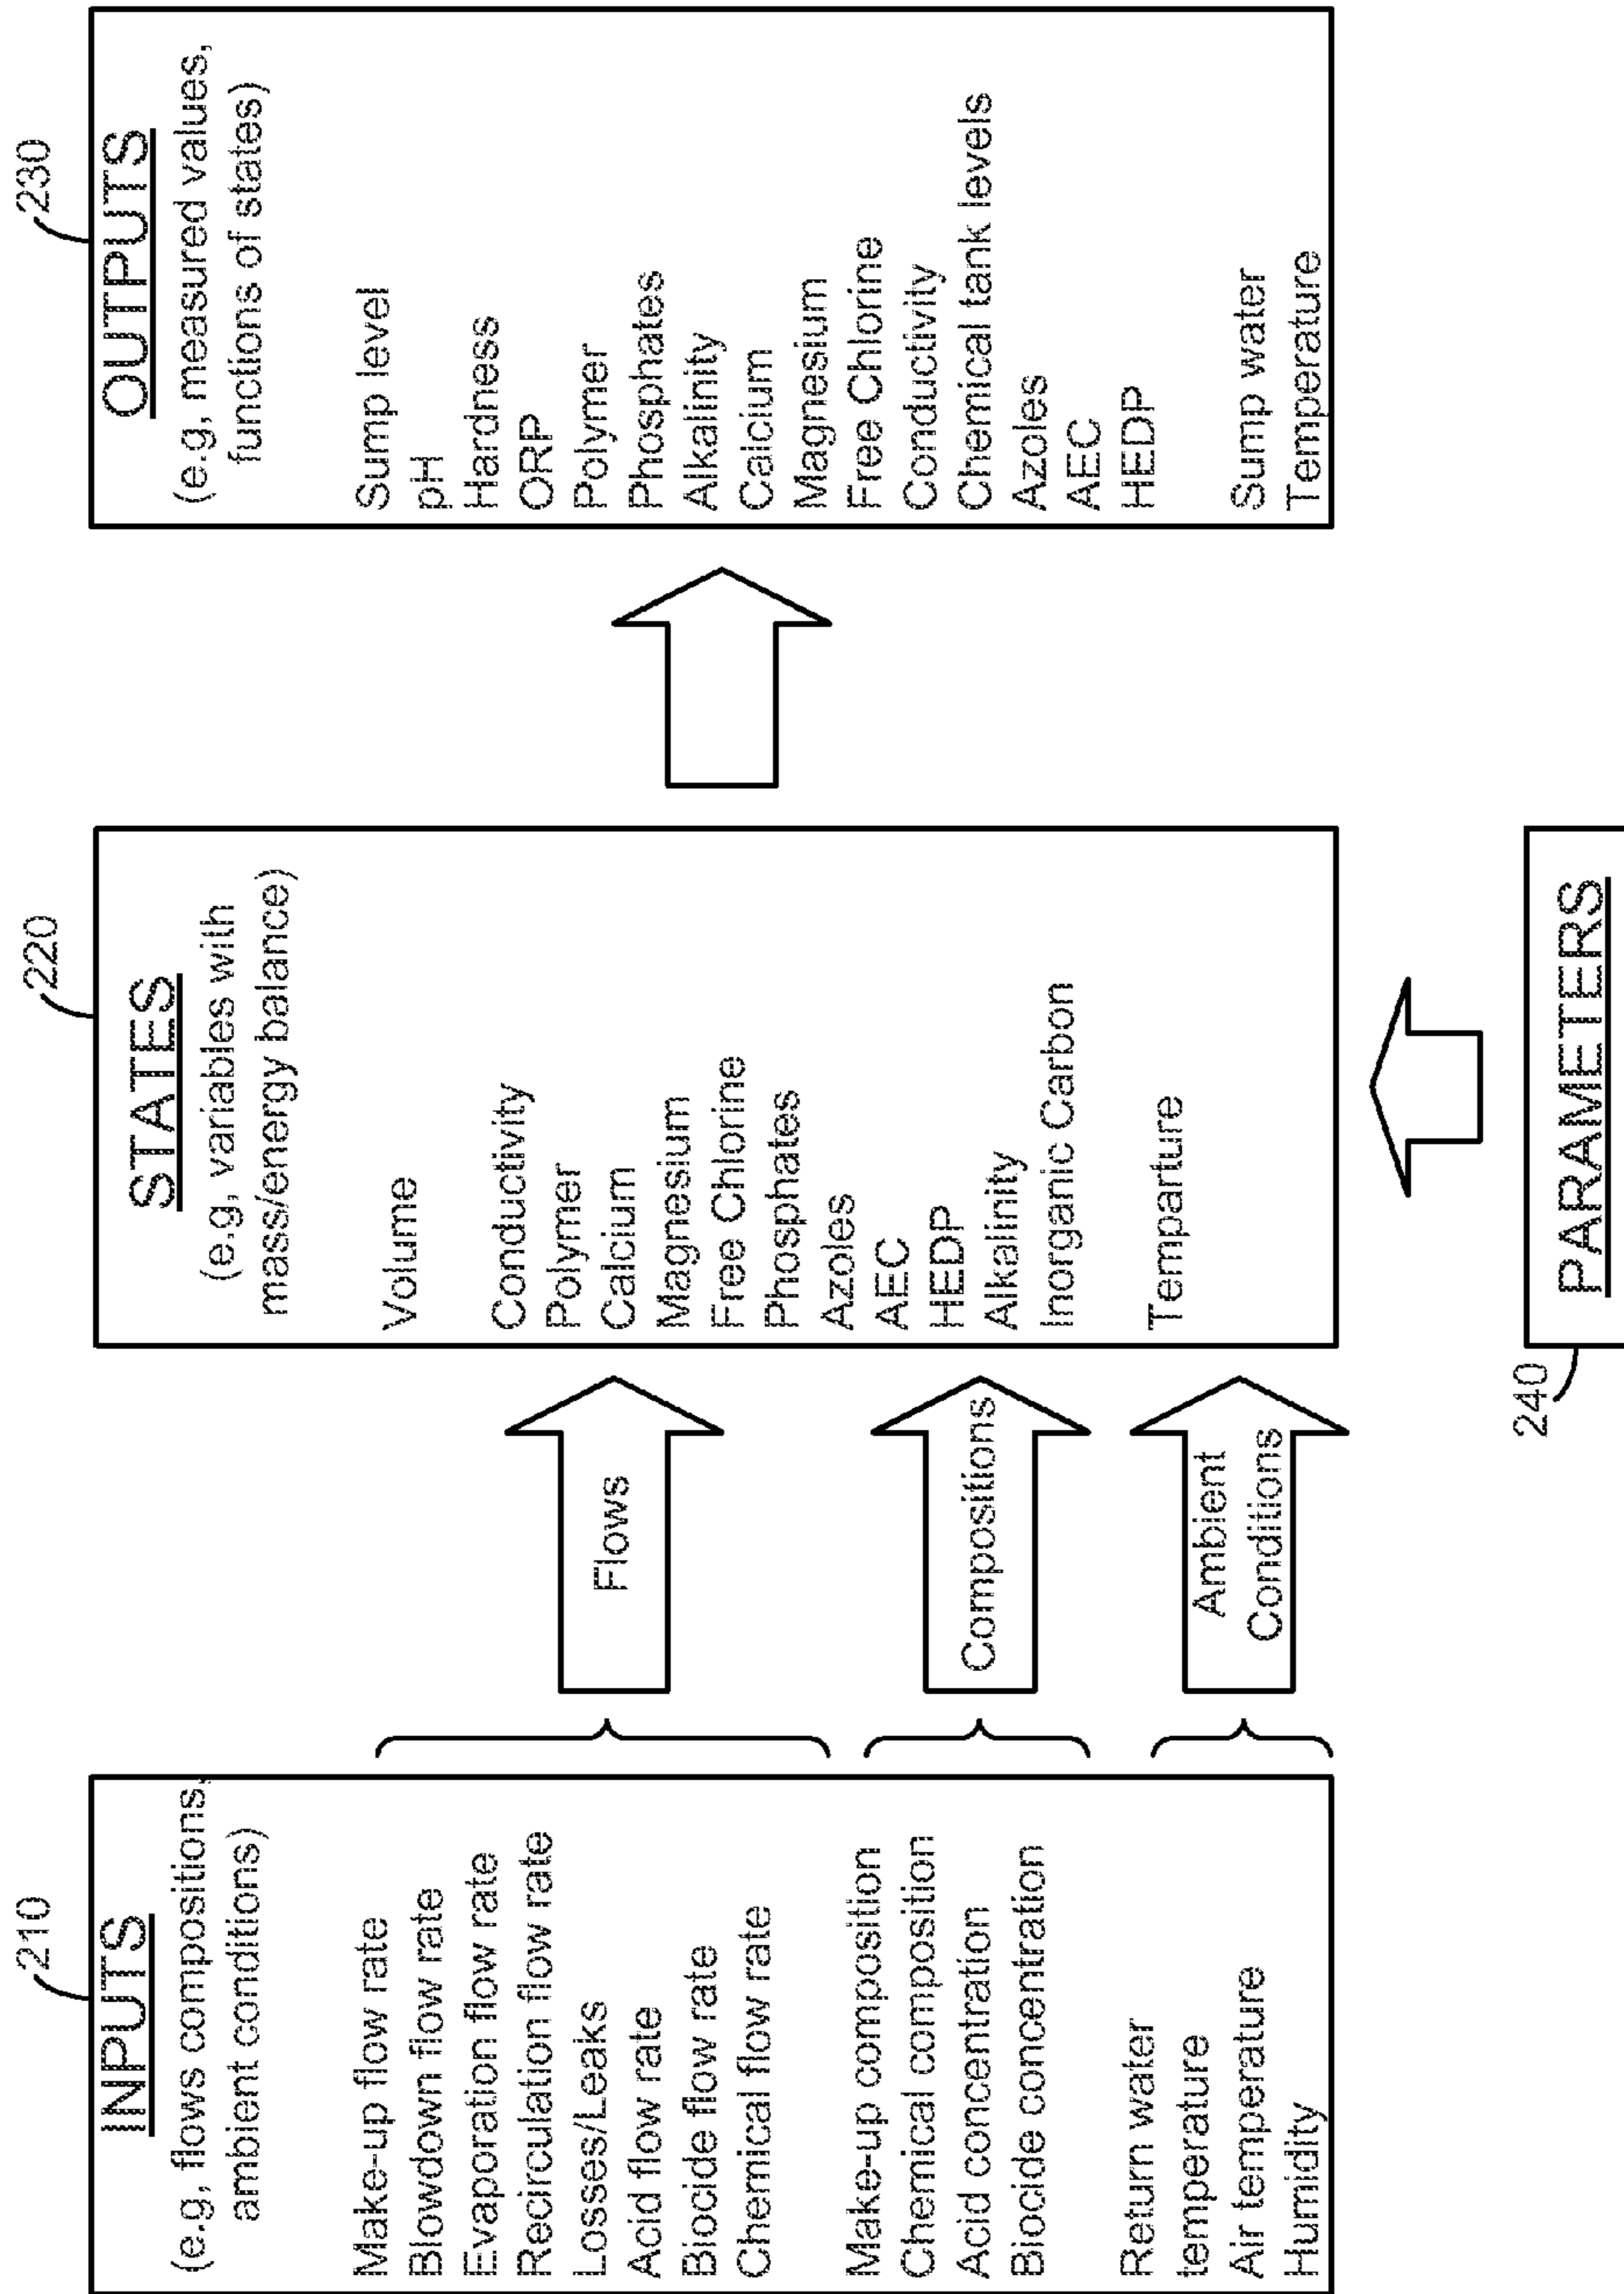 210
INPUTS
(e.g, flows compositions,
ambient conditions)
Make-up flow rate
Blowdown flow rate
Evaporation flow rate
Recirculation flow rate
Losses/Leaks
Acid flow rate
Biocide flow rate
Chemical flow rate
Make-up composition
Chemical composition
Acid concentration
Biocide concentration
Return water
temperature
Air temperature
Humidity
Flows
Compositions
Ambient
Conditions
220
STATES
(e.g, variables with
mass/energy balance)
Volume
Conductivity
Polymer
Calcium
Magnesium
Free Chlorine
Phosphates
Azoles
AEC
HEDP
Alkalinity
Inorganic Carbon
Temparture
240
PARAMETERS
230
OUTPUTS
(e.g, measured values,
functions of states)
Sump level
pH
Hardness
ORP
Polymer
Phosphates
Alkalinity
Calcium
Magnesium
Free Chlorine
Conductivity
Chemical tank levels
Azoles
AEC
HEDP
Sump water
Temperature